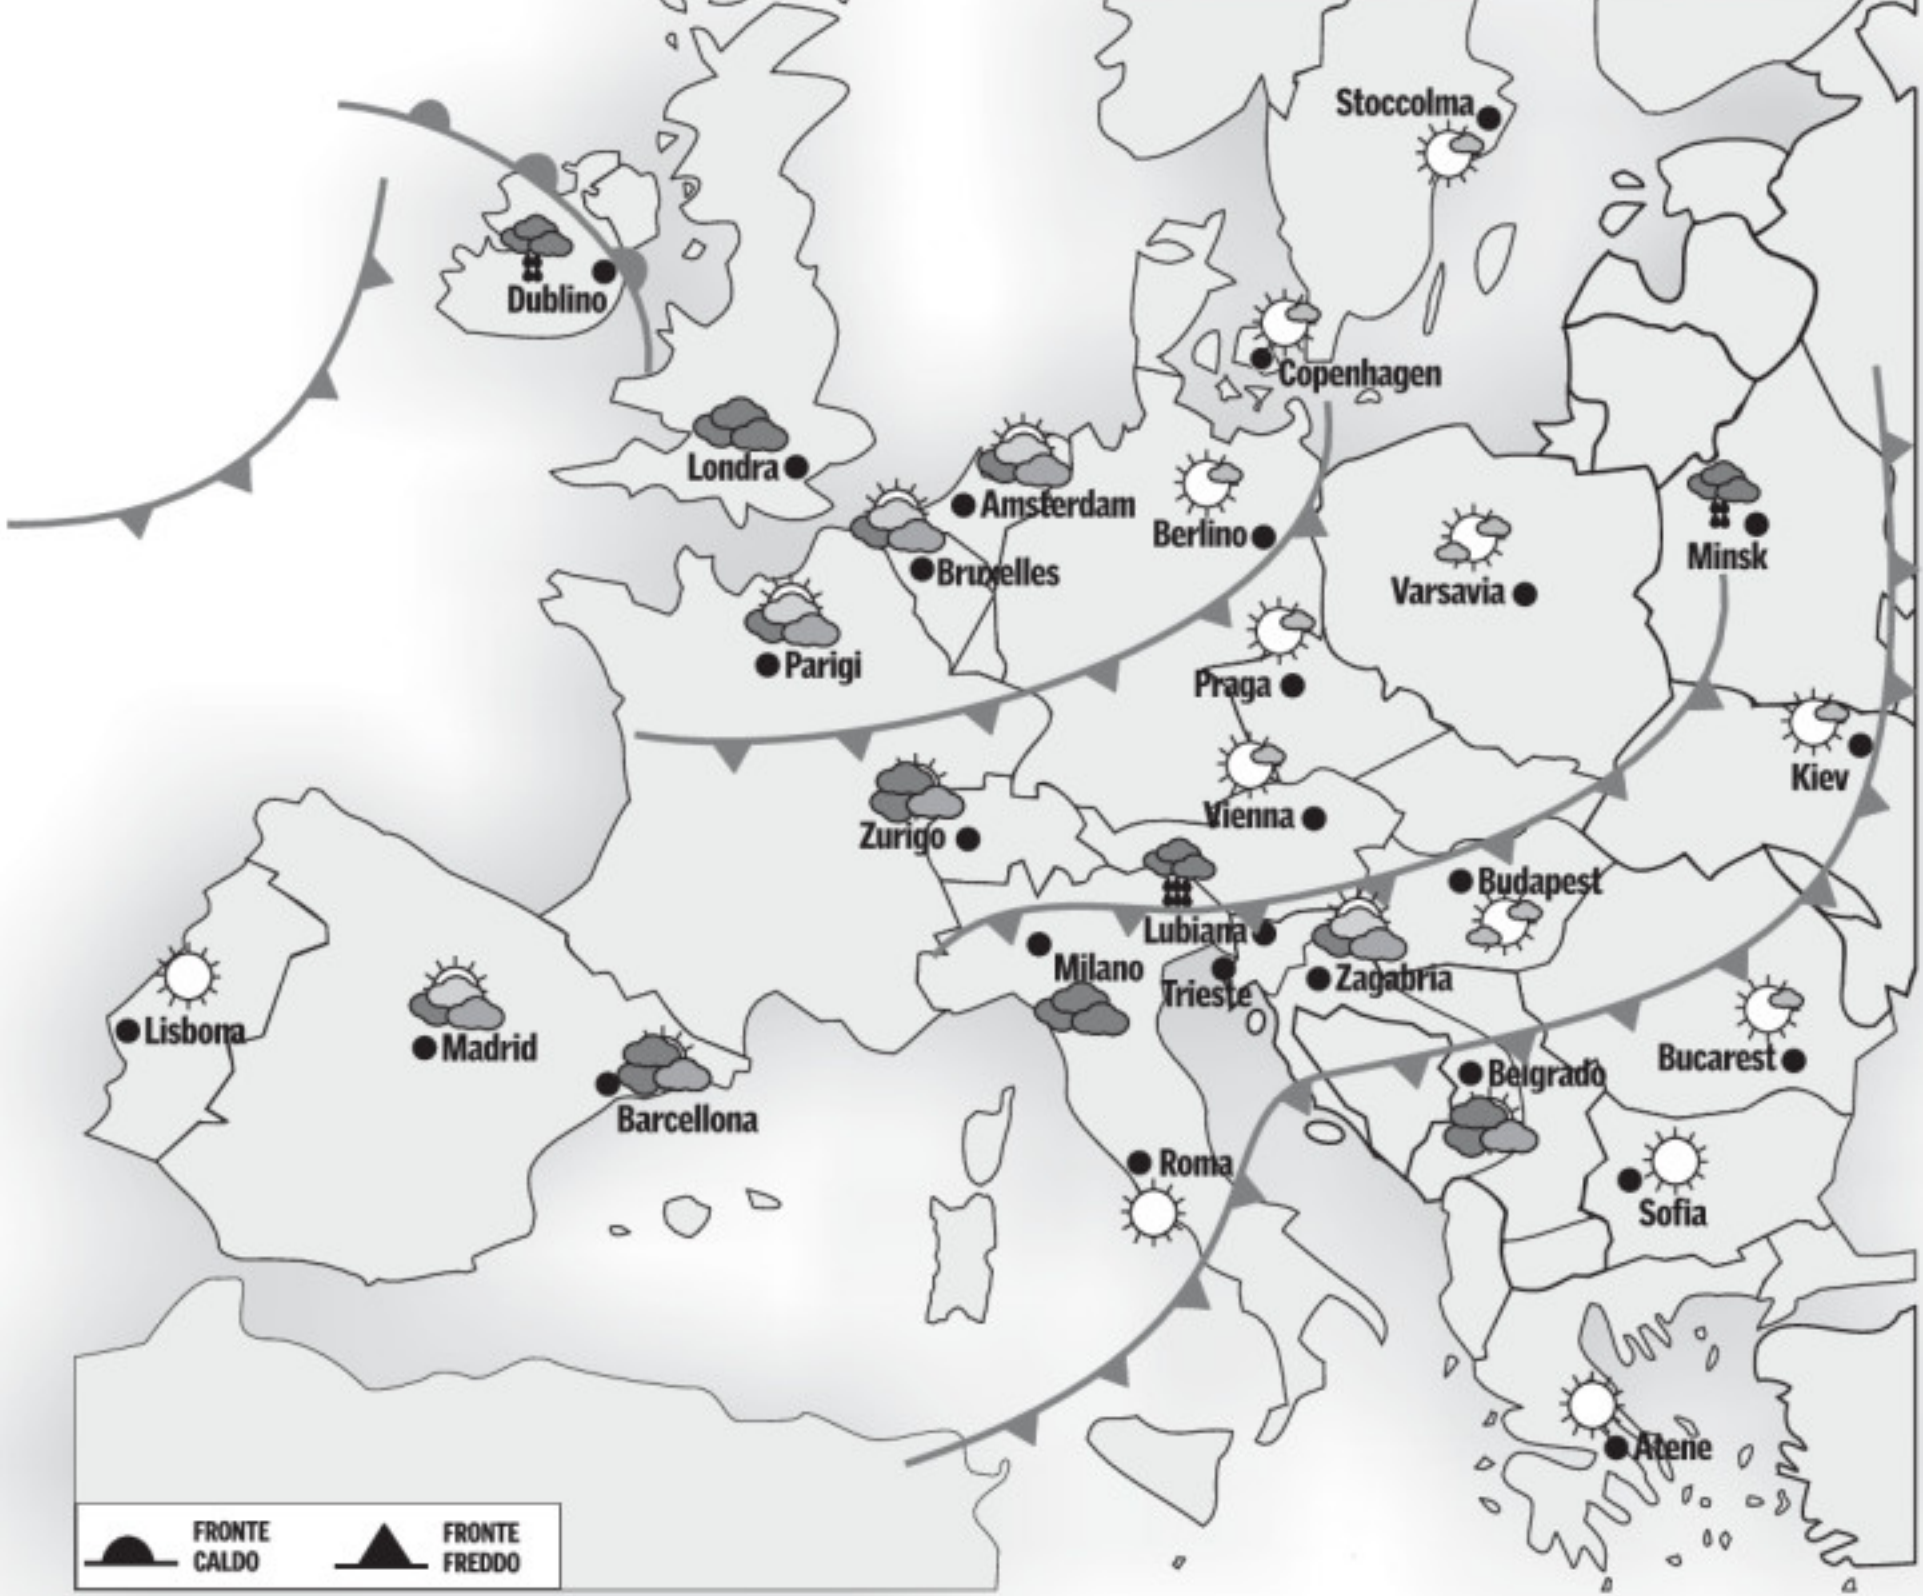 Stoccolma
Dublino
Copenhagen
Londra
Amsterdam
Berlino
Minsk
Bruxelles
Varsavia
Parigi
Praga
Kiev
Vienna
Zurigo
Budapest
Lubiana
Milano
Trieste
Zagabria
Lisbona
Madrid
Bucarest
Belgrado
Barcellona
Roma
Sofia
Atene
FRONTE
CALDO
FRONTE
FREDDO